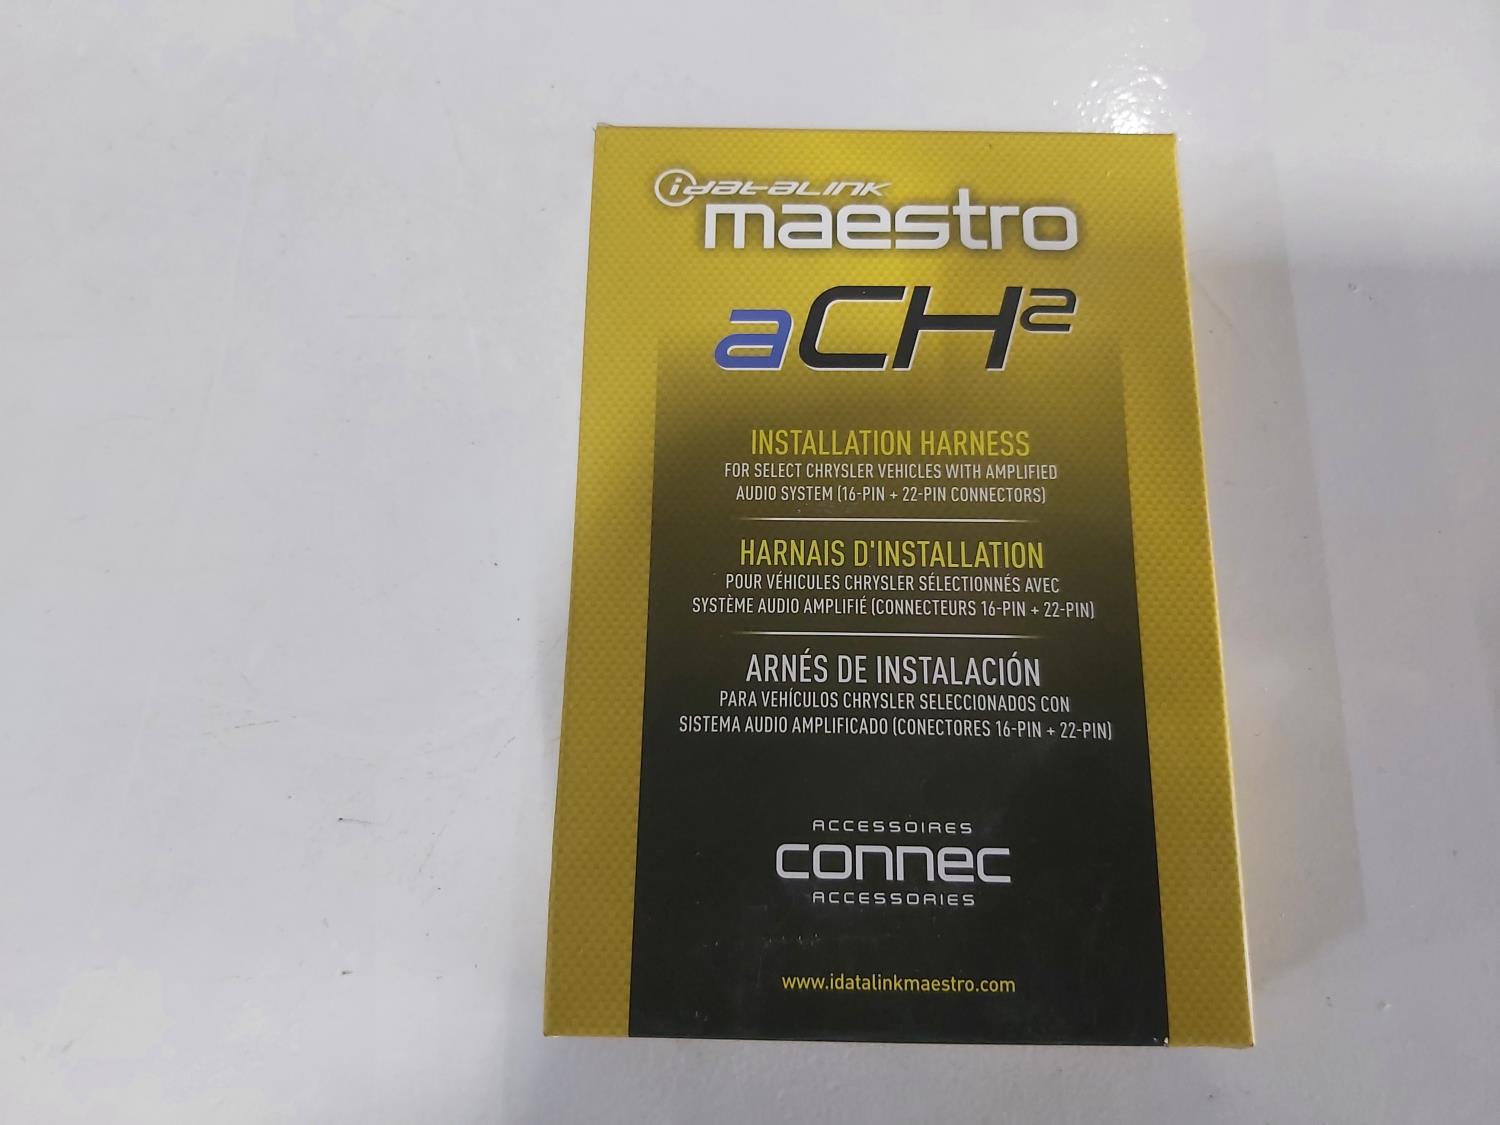 idatalink
maestro
aCH2
INSTALLATION HARNESS
FOR SELECT CHRYSLER VEHICLES WITH AMPLIFIED
AUDIO SYSTEM (16-PIN + 22-PIN CONNECTORS)
HARNAIS D'INSTALLATION
POUR VÉHICULES CHRYSLER SÉLECTIONNÉS AVEC
SYSTÈME AUDIO AMPLIFIÉ (CONNECTEURS 16-PIN + 22-PIN)
ARNÉS DE INSTALACIÓN
PARA VEHÍCULOS CHRYSLER SELECCIONADOS CON
SISTEMA AUDIO AMPLIFICADO (CONECTORES 16-PIN + 22-PIN)
ACCESSOIRES
connec
ACCESSORIES
www.idatalinkmaestro.com